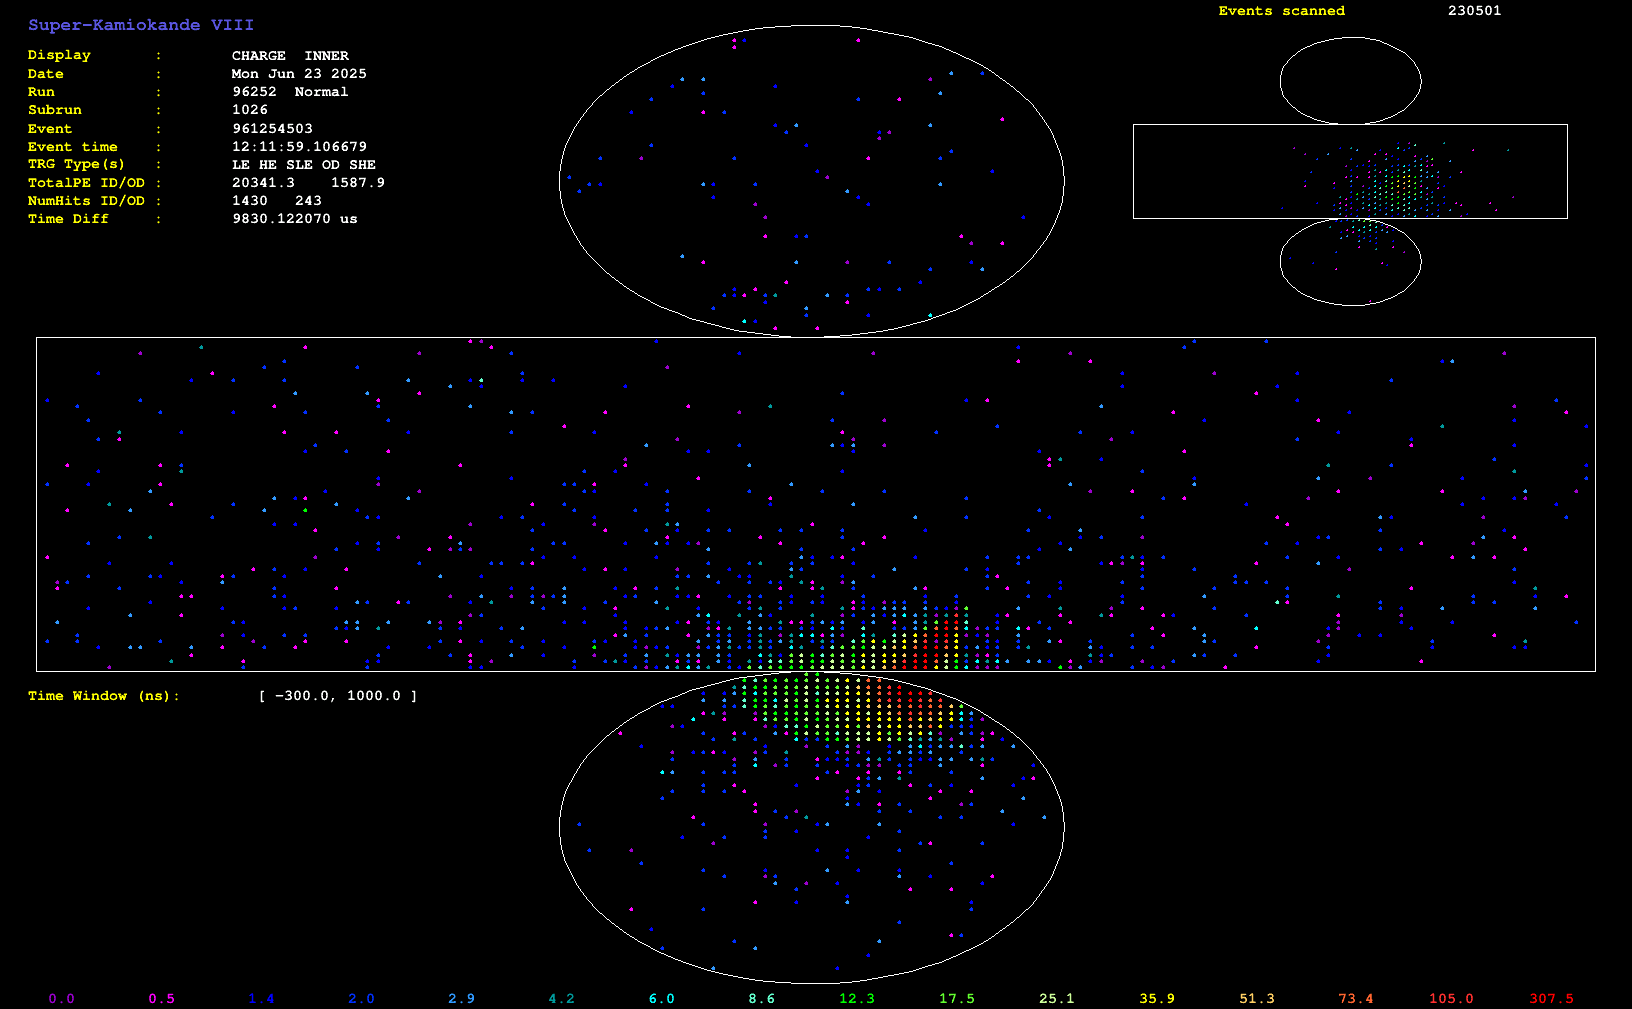 Super-Kamiokande VIII
Events scanned 230501
Display : CHARGE INNER
Date : Mon Jun 23 2025
Run : 96252 Normal
Subrun : 1026
Event : 961254503
Event time : 12:11:59.106679
TRG Type(s) : LE HE SLE OD SHE
TotalPE ID/OD : 20341.3 1587.9
NumHits ID/OD : 1430 243
Time Diff : 9830.122070 us
Time Window (ns): [ −300.0, 1000.0 ]
0.0 0.5 1.4 2.0 2.9 4.2 6.0 8.6 12.3 17.5 25.1 35.9 51.3 73.4 105.0 307.5